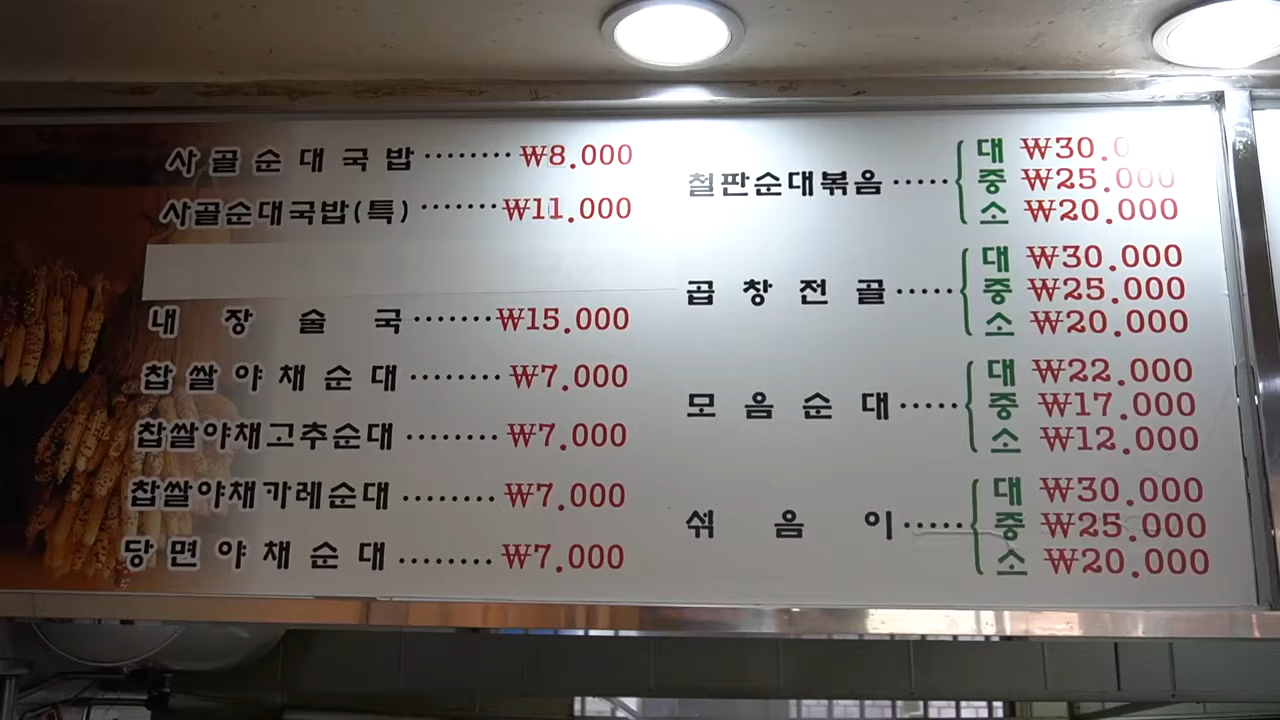 사골순대국밥········₩8.000
사골순대국밥(특)········₩11.000
내장술국·······₩15.000
찹쌀야채순대········₩7.000
찹쌀야채고추순대········₩7.000
찹쌀야채카레순대········₩7.000
당면야채순대········₩7.000
철판순대볶음·····
대 ₩30.0
중 ₩25.000
소 ₩20.000
곱창전골·····
대 ₩30.000
중 ₩25.000
소 ₩20.000
모음순대·····
대 ₩22.000
중 ₩17.000
소 ₩12.000
쉮음이·····
대 ₩30.000
중 ₩25.000
소 ₩20.000